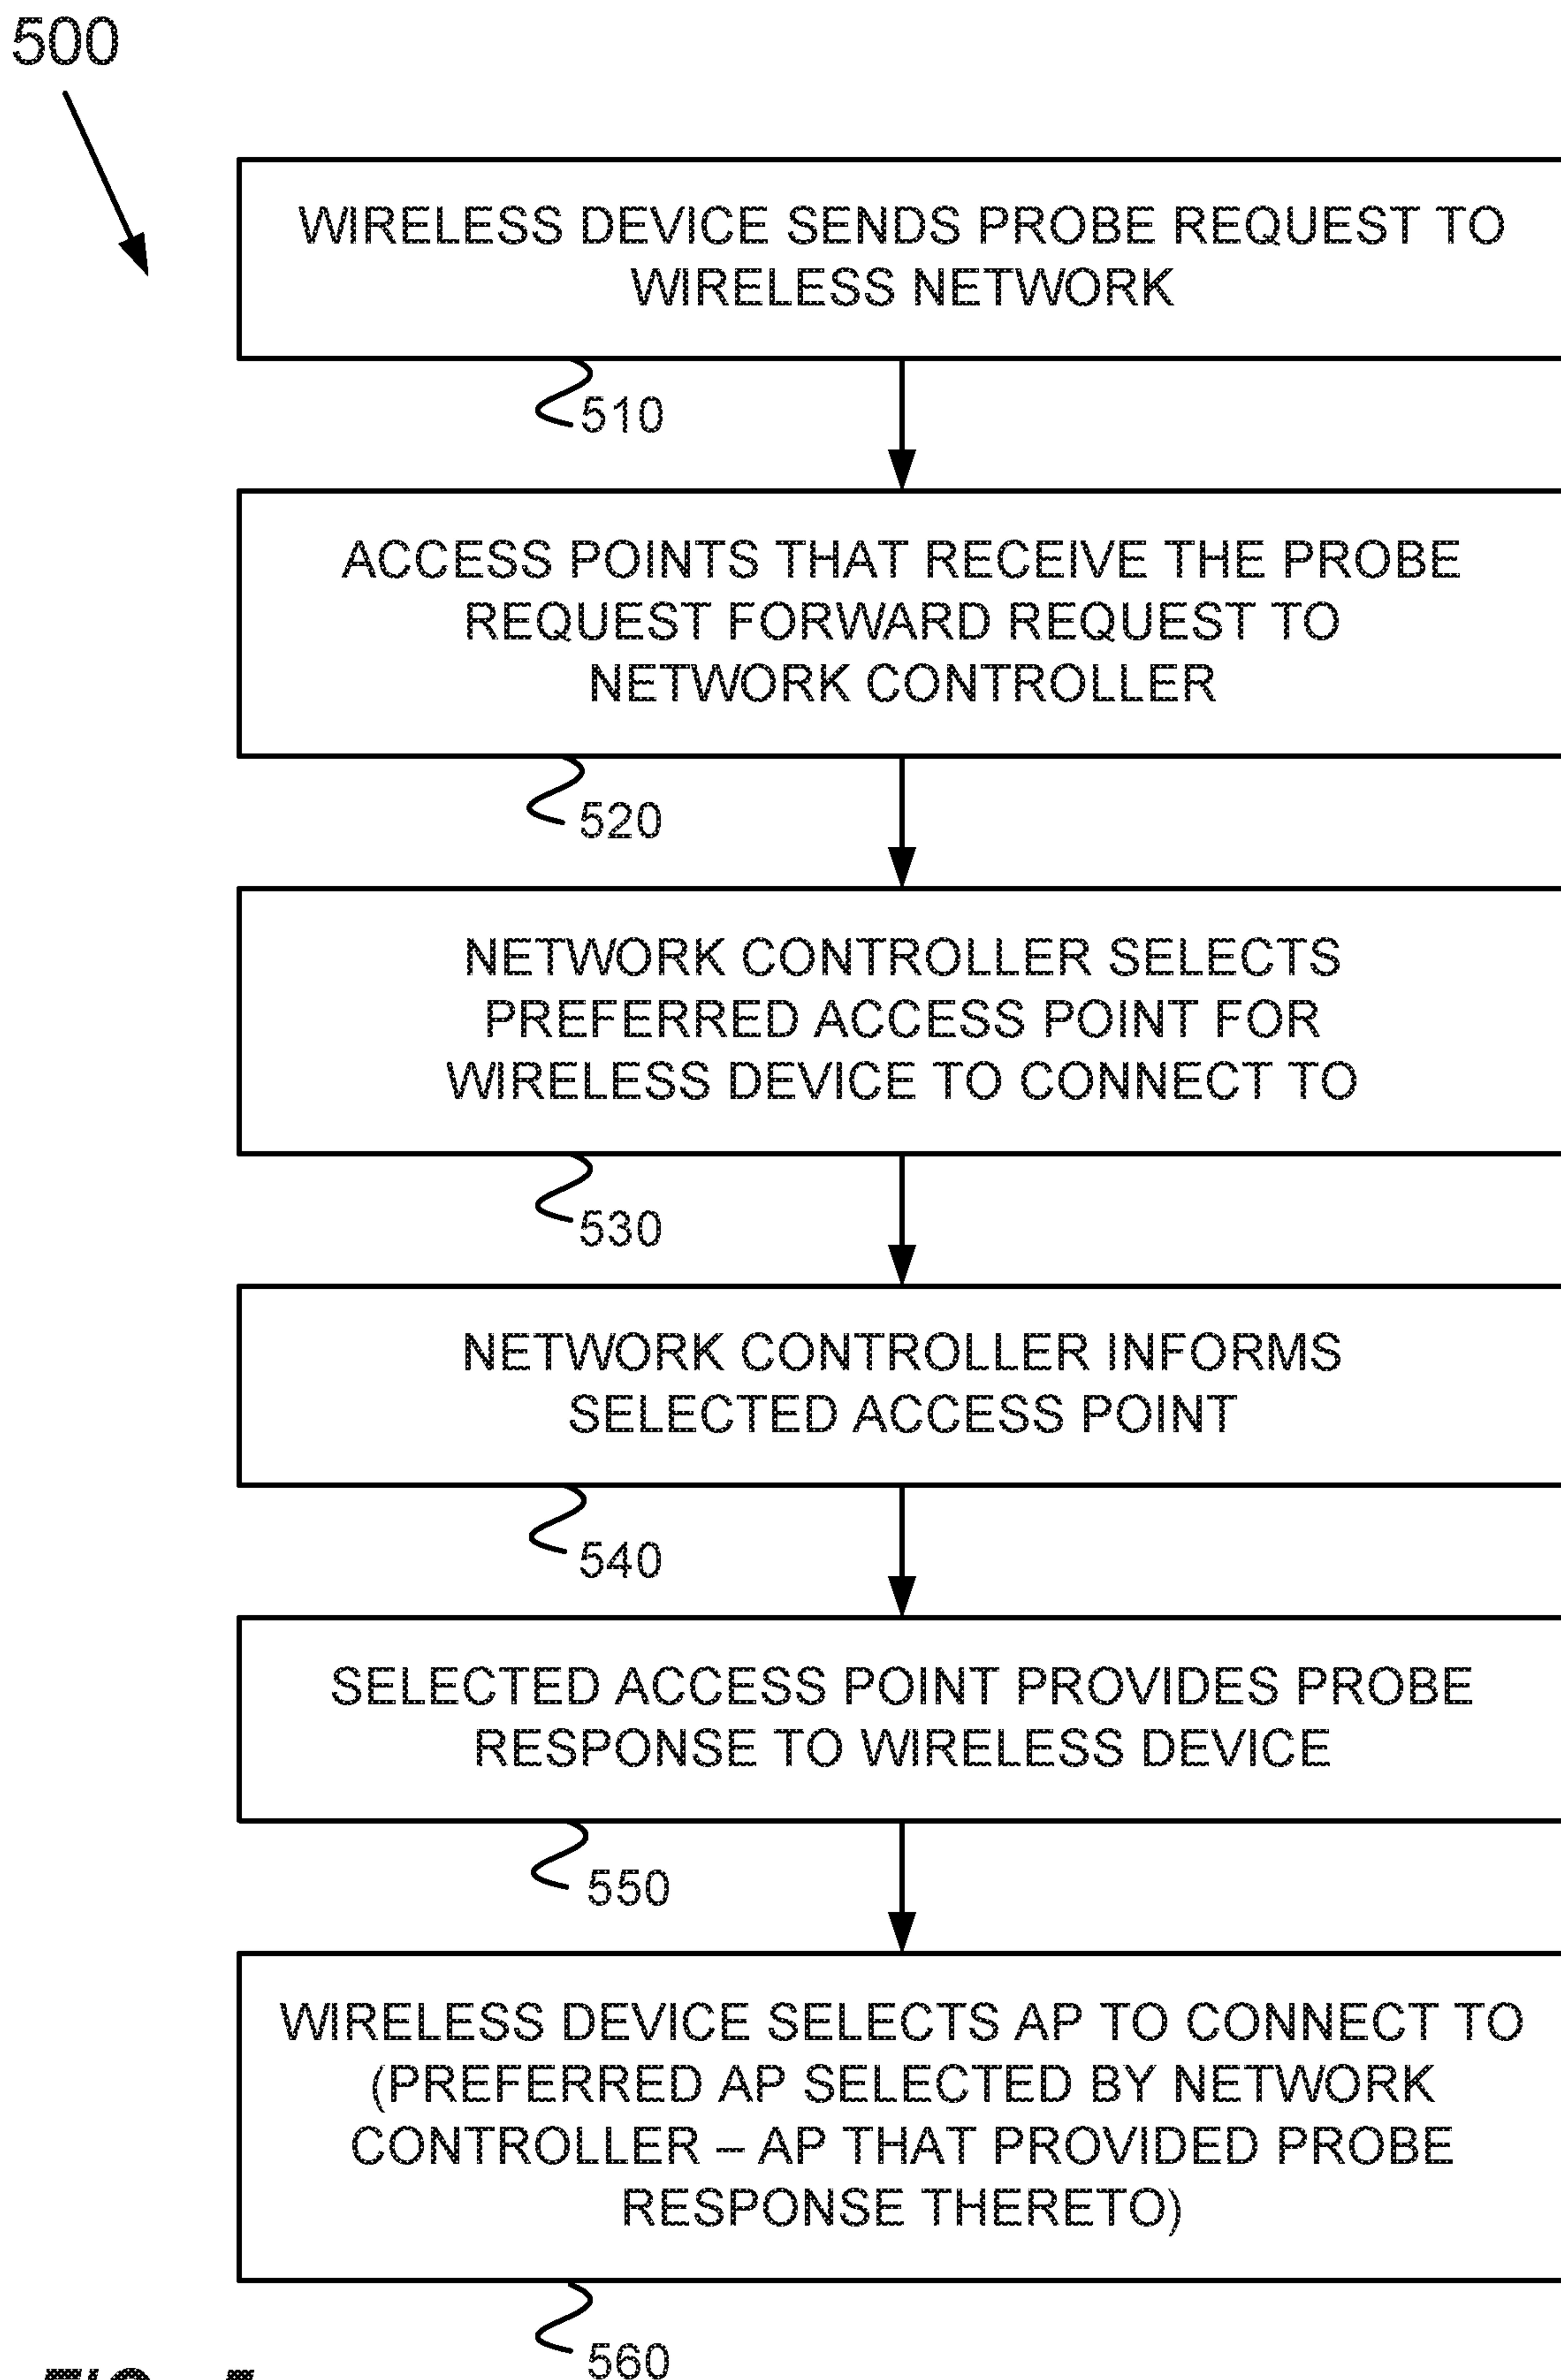 500
WIRELESS DEVICE SENDS PROBE REQUEST TO
WIRELESS NETWORK
510
ACCESS POINTS THAT RECEIVE THE PROBE
REQUEST FORWARD REQUEST TO
NETWORK CONTROLLER
520
NETWORK CONTROLLER SELECTS
PREFERRED ACCESS POINT FOR
WIRELESS DEVICE TO CONNECT TO
530
NETWORK CONTROLLER INFORMS
SELECTED ACCESS POINT
540
SELECTED ACCESS POINT PROVIDES PROBE
RESPONSE TO WIRELESS DEVICE
550
WIRELESS DEVICE SELECTS AP TO CONNECT TO
(PREFERRED AP SELECTED BY NETWORK
CONTROLLER – AP THAT PROVIDED PROBE
RESPONSE THERETO)
560